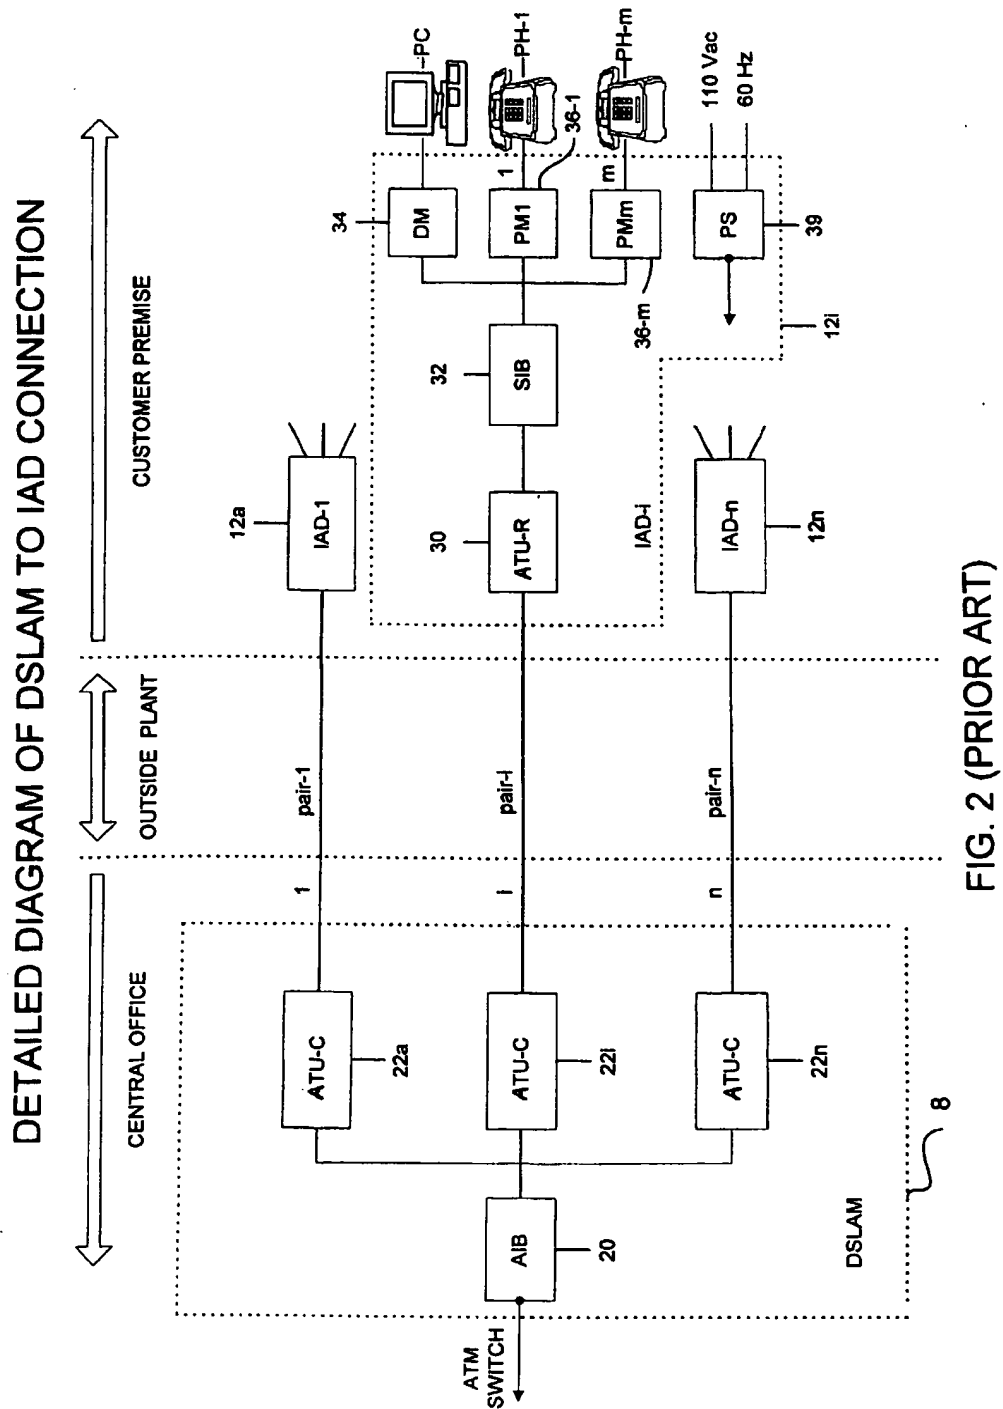 DETAILED DIAGRAM OF DSLAM TO IAD CONNECTION
CENTRAL OFFICE
OUTSIDE PLANT
CUSTOMER PREMISE
ATM
SWITCH
AIB
20
DSLAM
8
ATU-C
22a
1
pair-1
IAD-1
12a
ATU-C
22i
i
pair-i
ATU-R
30
IAD-i
SIB
32
DM
34
PC
PM1
1
PH-1
36-1
PMm
m
PH-m
36-m
PS
39
110 Vac
60 Hz
12i
ATU-C
22n
n
pair-n
IAD-n
12n
FIG. 2 (PRIOR ART)